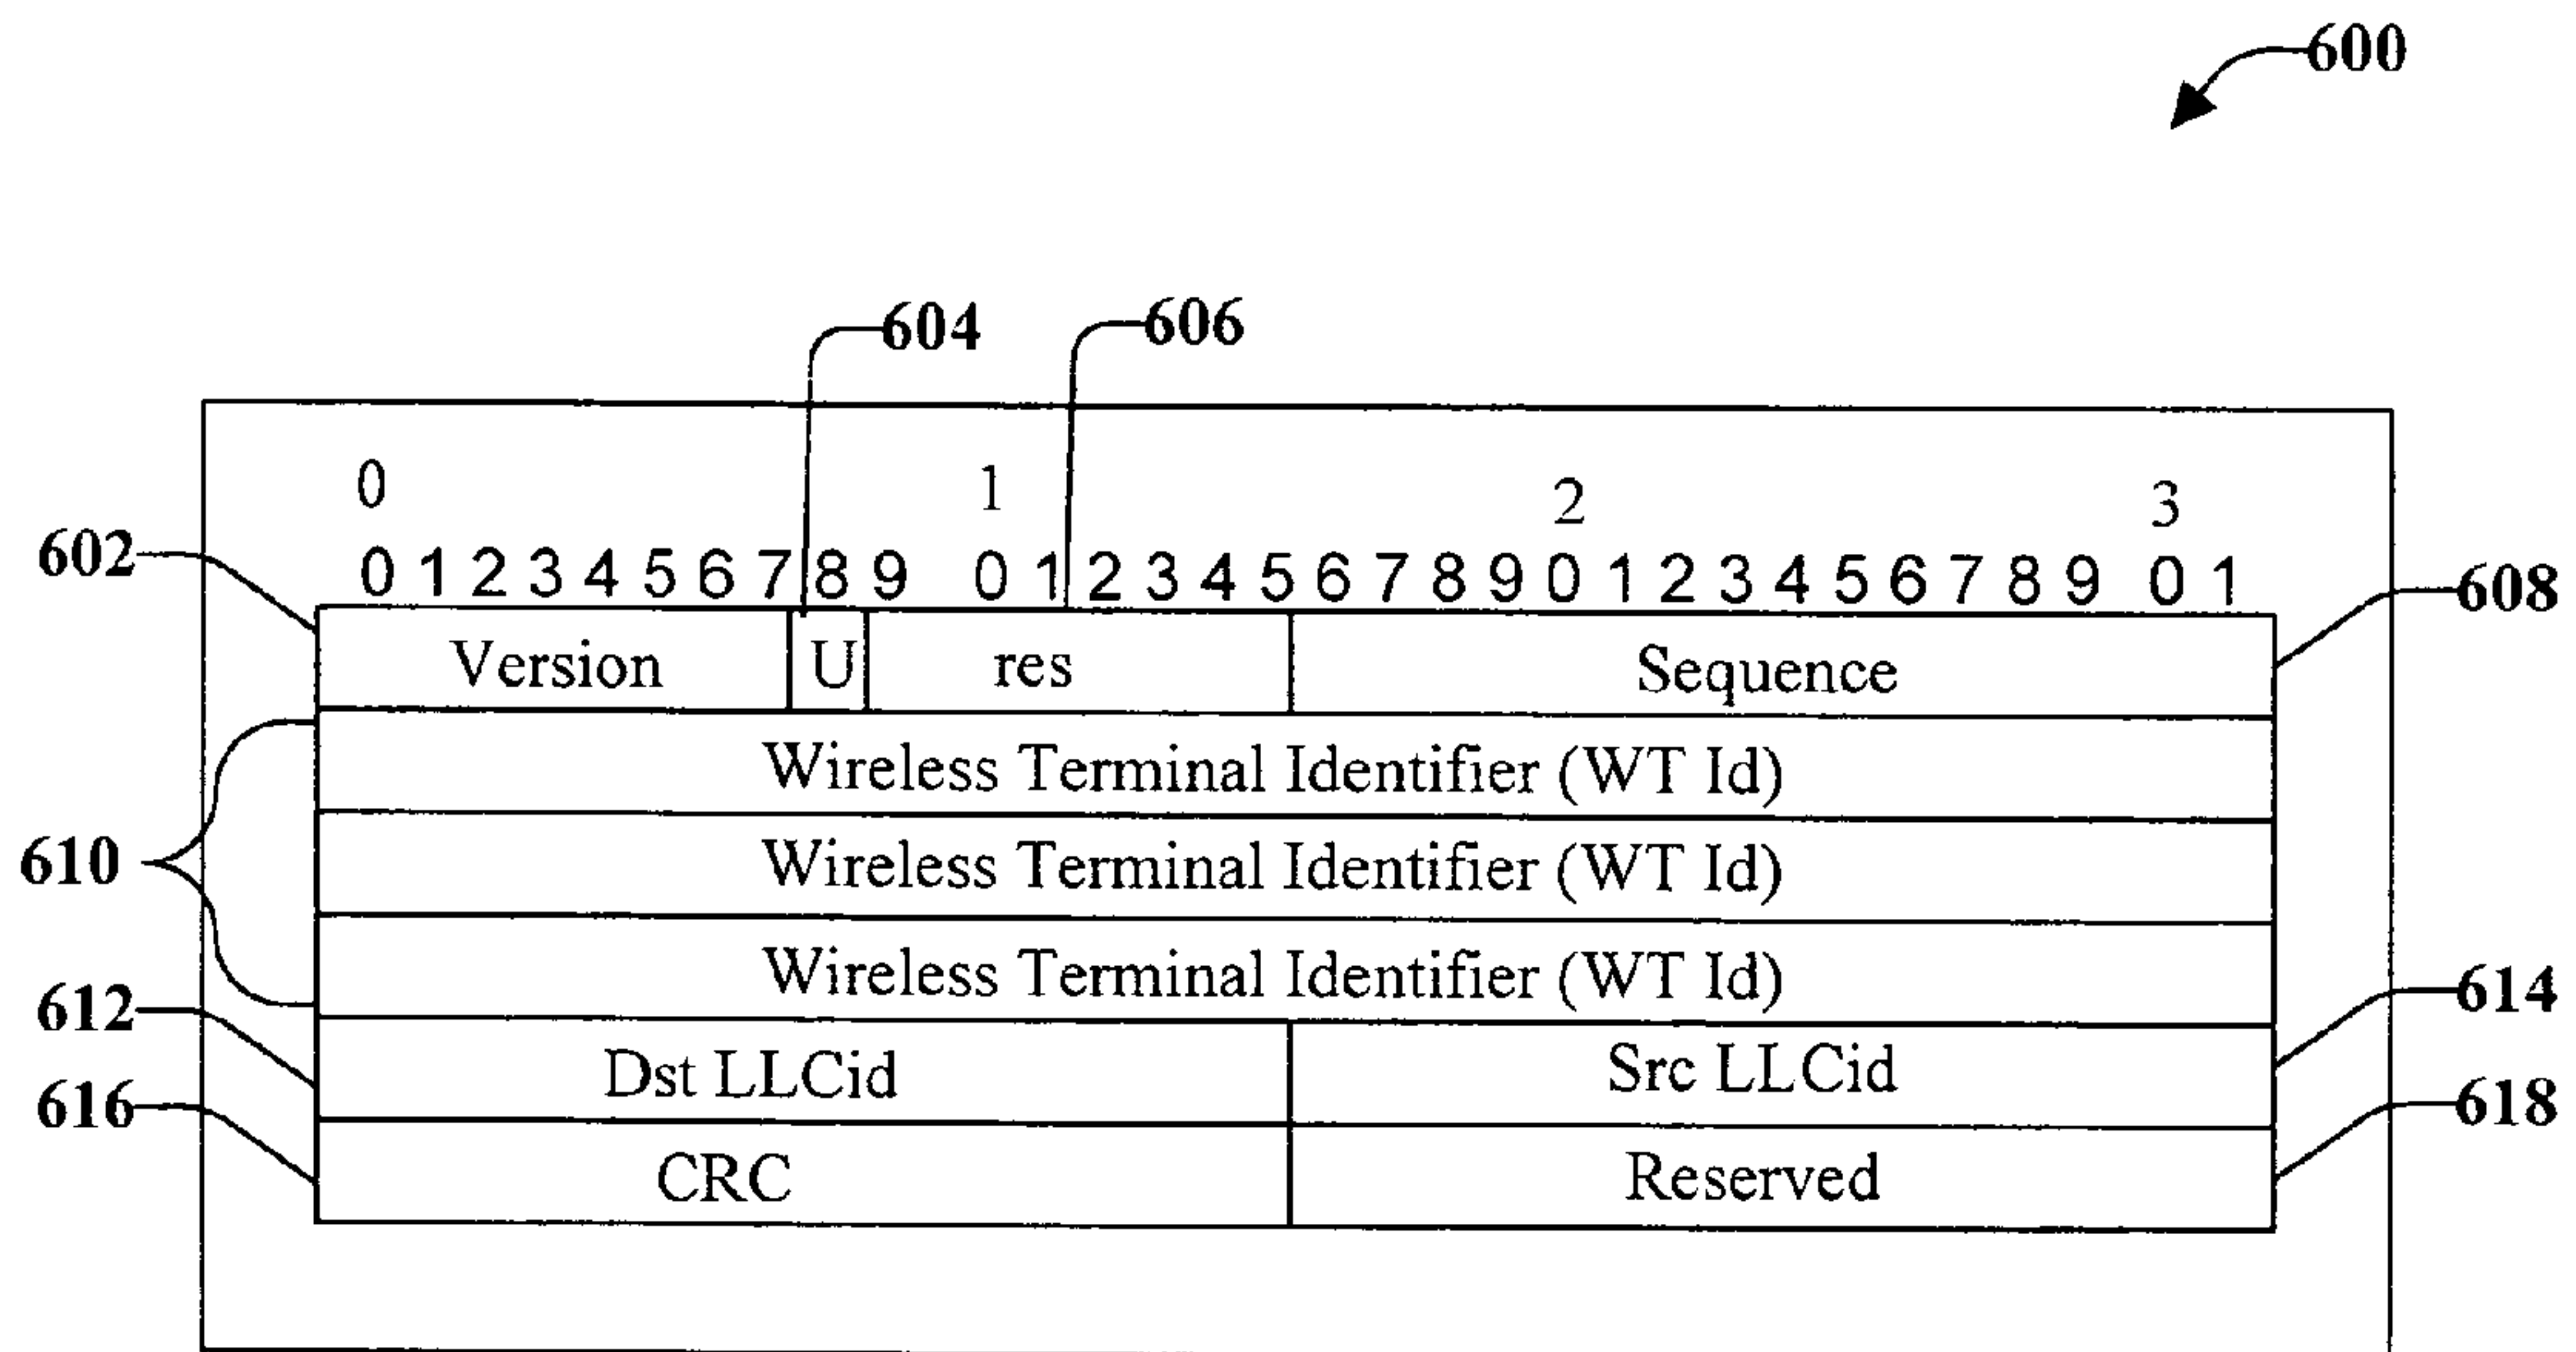 600
604 606
0 1 2 3
602 0 1 2 3 4 5 6 7 8 9 0 1 2 3 4 5 6 7 8 9 0 1 2 3 4 5 6 7 8 9 0 1 608
Version U res Sequence
Wireless Terminal Identifier (WT Id)
610 Wireless Terminal Identifier (WT Id)
Wireless Terminal Identifier (WT Id)
612 614
Dst LLCid Src LLCid
616 618
CRC Reserved